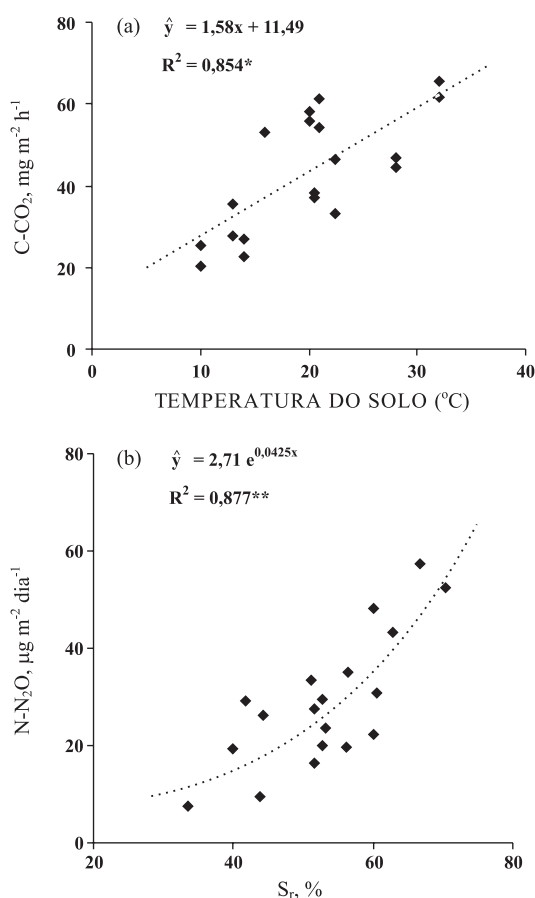 (a) ŷ = 1,58x + 11,49
R² = 0,854*
80
60
40
20
0
C-CO₂, mg m⁻² h⁻¹
0 10 20 30 40
TEMPERATURA DO SOLO (ºC)
(b) ŷ = 2,71 e⁰,⁰⁴²⁵ˣ
R² = 0,877**
80
60
40
20
0
N-N₂O, µg m⁻² dia⁻¹
20 40 60 80
Sᵣ, %